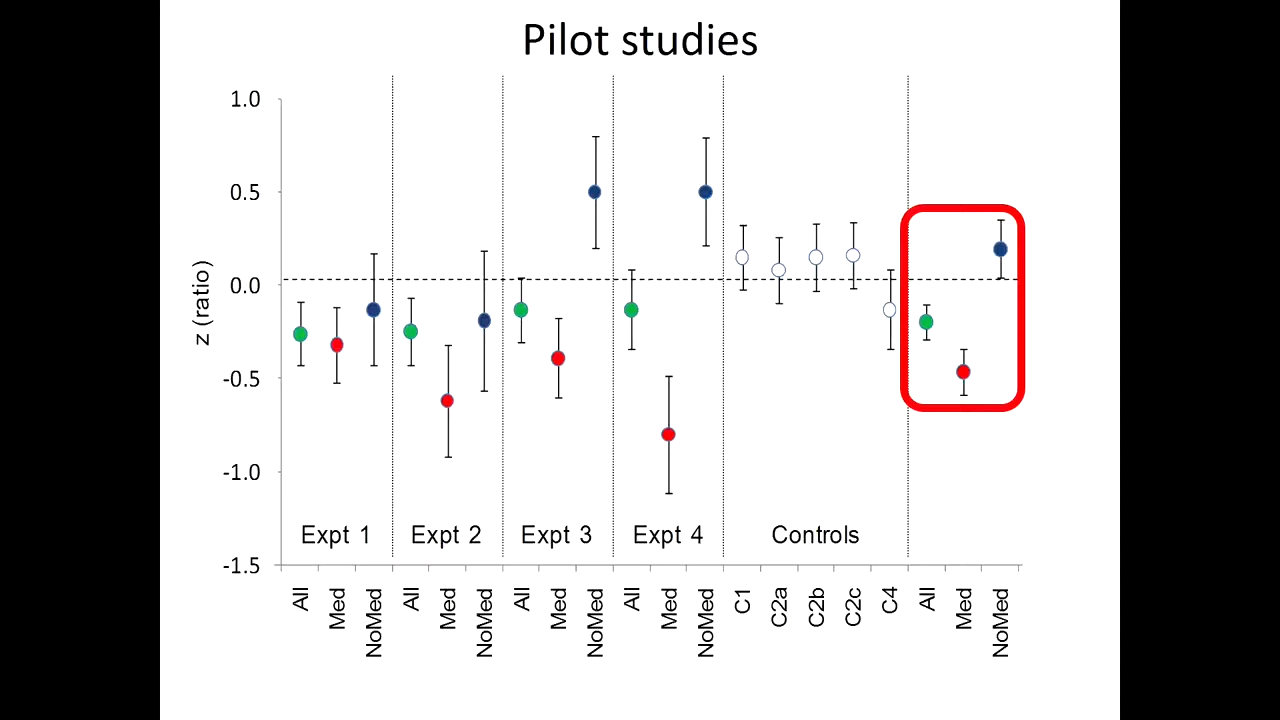 Pilot studies
1.0
0.5
0.0
-0.5
-1.0
-1.5
z (ratio)
Expt 1
Expt 2
Expt 3
Expt 4
Controls
All
Med
NoMed
All
Med
NoMed
All
Med
NoMed
All
Med
NoMed
C1
C2a
C2b
C2c
C4
All
Med
NoMed